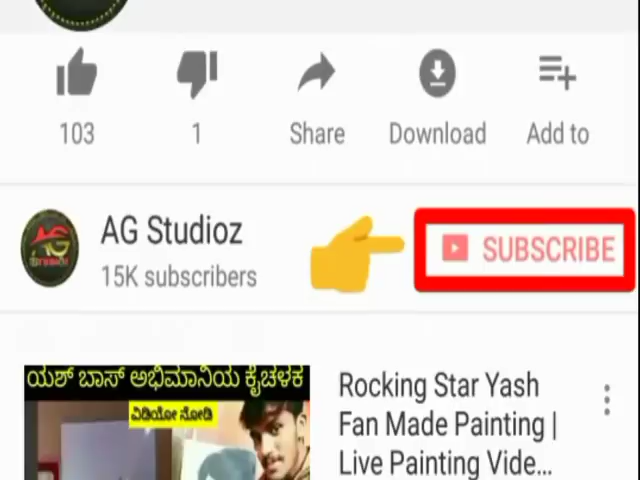 103
1
Share
Download
Add to
AG Studioz
15K subscribers
SUBSCRIBE
AG
ಯಶ್ ಬಾಸ್ ಅಭಿಮಾನಿಯ ಕೈಚಳಕ
ವಿಡಿಯೋ ನೋಡಿ
Rocking Star Yash
Fan Made Painting |
Live Painting Vide...